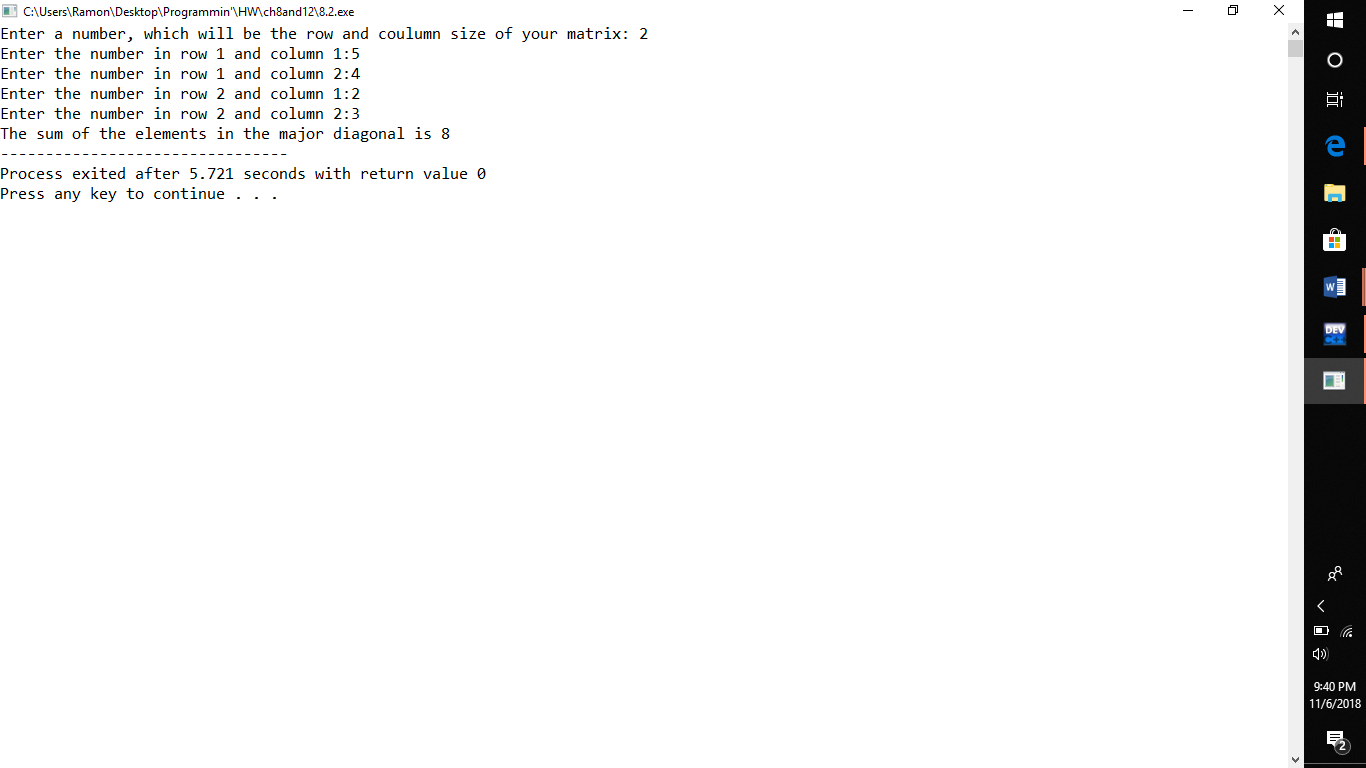 C:\Users\Ramon\Desktop\Programmin'\HW\ch8and12\8.2.exe
Enter a number, which will be the row and coulumn size of your matrix: 2
Enter the number in row 1 and column 1:5
Enter the number in row 1 and column 2:4
Enter the number in row 2 and column 1:2
Enter the number in row 2 and column 2:3
The sum of the elements in the major diagonal is 8
--------------------------------
Process exited after 5.721 seconds with return value 0
Press any key to continue . . .
W
DEV
9:40 PM
11/6/2018
2